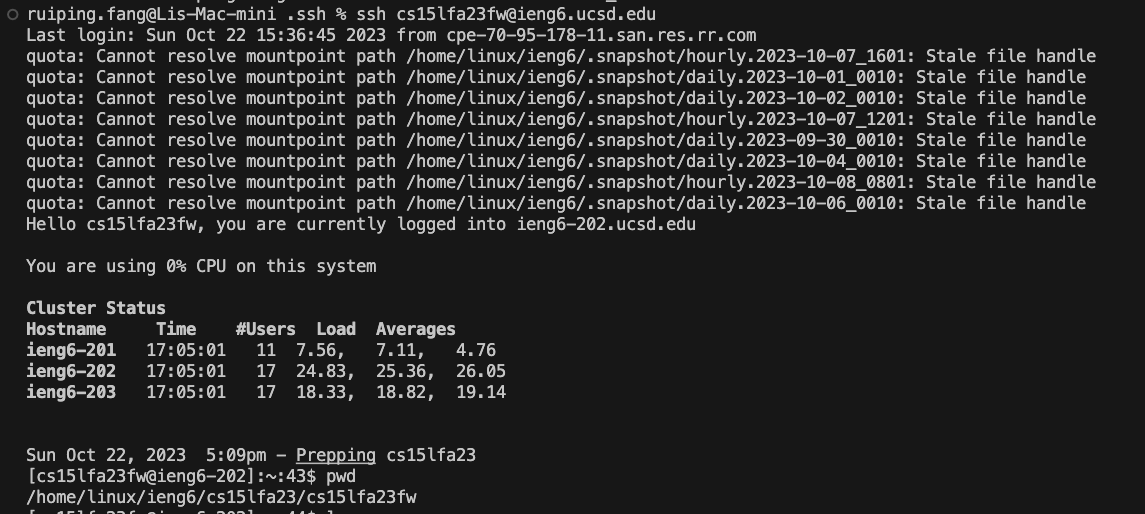 ruiping.fang@Lis-Mac-mini .ssh % ssh cs15lfa23fw@ieng6.ucsd.edu
Last login: Sun Oct 22 15:36:45 2023 from cpe-70-95-178-11.san.res.rr.com
quota: Cannot resolve mountpoint path /home/linux/ieng6/.snapshot/hourly.2023-10-07_1601: Stale file handle
quota: Cannot resolve mountpoint path /home/linux/ieng6/.snapshot/daily.2023-10-01_0010: Stale file handle
quota: Cannot resolve mountpoint path /home/linux/ieng6/.snapshot/daily.2023-10-02_0010: Stale file handle
quota: Cannot resolve mountpoint path /home/linux/ieng6/.snapshot/hourly.2023-10-07_1201: Stale file handle
quota: Cannot resolve mountpoint path /home/linux/ieng6/.snapshot/daily.2023-09-30_0010: Stale file handle
quota: Cannot resolve mountpoint path /home/linux/ieng6/.snapshot/daily.2023-10-04_0010: Stale file handle
quota: Cannot resolve mountpoint path /home/linux/ieng6/.snapshot/hourly.2023-10-08_0801: Stale file handle
quota: Cannot resolve mountpoint path /home/linux/ieng6/.snapshot/daily.2023-10-06_0010: Stale file handle
Hello cs15lfa23fw, you are currently logged into ieng6-202.ucsd.edu
You are using 0% CPU on this system
Cluster Status
Hostname     Time    #Users  Load  Averages
ieng6-201   17:05:01   11  7.56,   7.11,   4.76
ieng6-202   17:05:01   17  24.83,  25.36,  26.05
ieng6-203   17:05:01   17  18.33,  18.82,  19.14
Sun Oct 22, 2023  5:09pm - Prepping cs15lfa23
[cs15lfa23fw@ieng6-202]:~:43$ pwd
/home/linux/ieng6/cs15lfa23/cs15lfa23fw